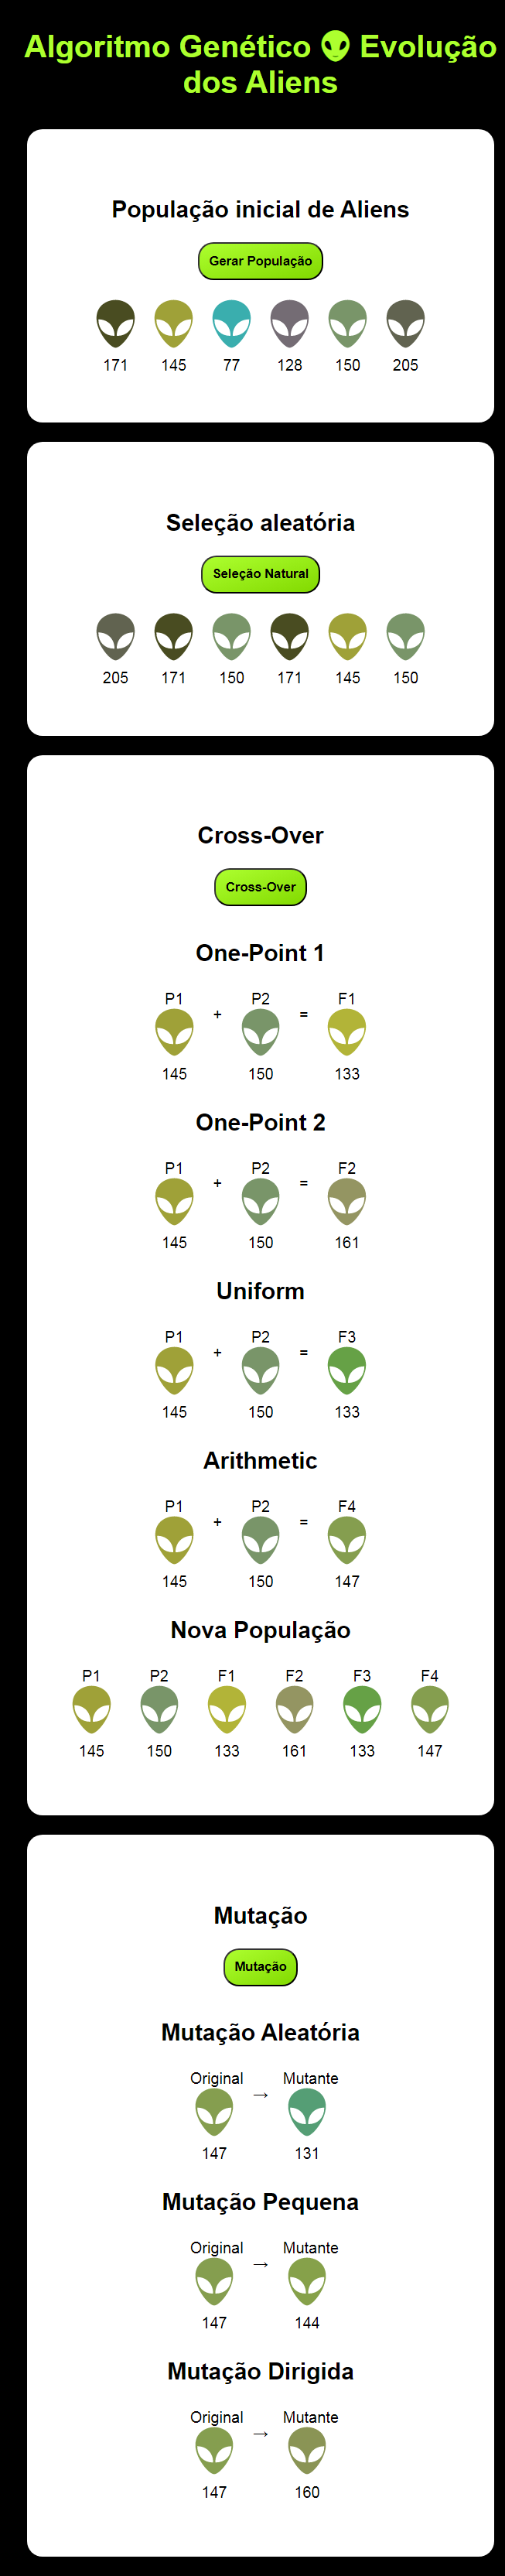 Algoritmo Genético 👽 Evolução
dos Aliens
População inicial de Aliens
Gerar População
171 145 77 128 150 205
Seleção aleatória
Seleção Natural
205 171 150 171 145 150
Cross-Over
Cross-Over
One-Point 1
P1 + P2 = F1
145 150 133
One-Point 2
P1 + P2 = F2
145 150 161
Uniform
P1 + P2 = F3
145 150 133
Arithmetic
P1 + P2 = F4
145 150 147
Nova População
P1 P2 F1 F2 F3 F4
145 150 133 161 133 147
Mutação
Mutação
Mutação Aleatória
Original → Mutante
147 131
Mutação Pequena
Original → Mutante
147 144
Mutação Dirigida
Original → Mutante
147 160